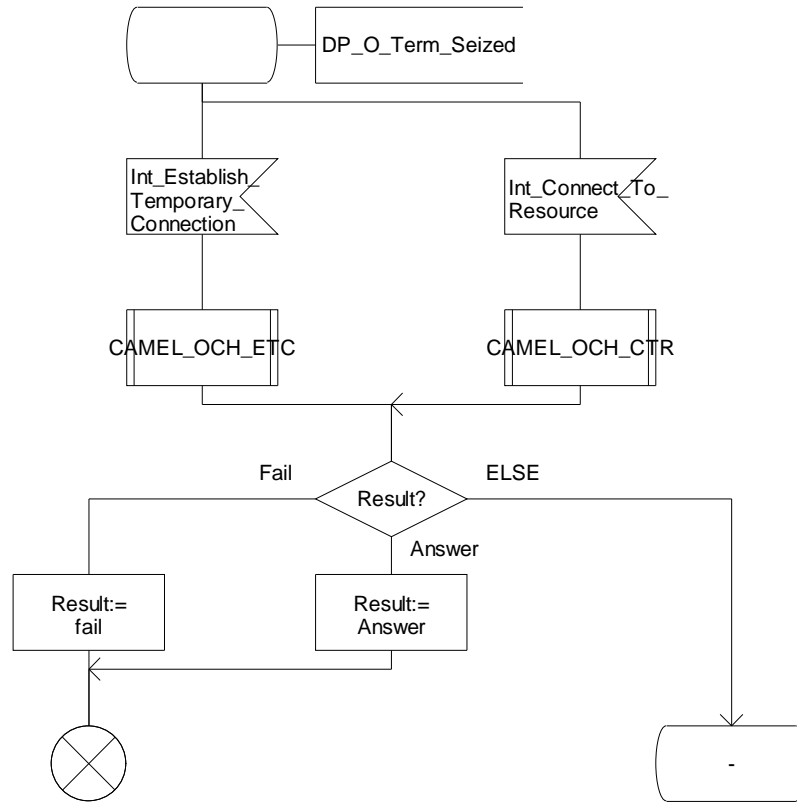 DP_O_Term_Seized
Int_Establish_
Temporary_
Connection
Int_Connect_To_
Resource
CAMEL_OCH_ETC
CAMEL_OCH_CTR
Fail
ELSE
Result?
Answer
Result:=
fail
Result:=
Answer
-